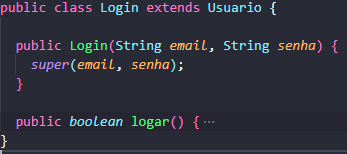 public class Login extends Usuario {
public Login(String email, String senha) {
super(email, senha);
}
public boolean logar() { ···
}